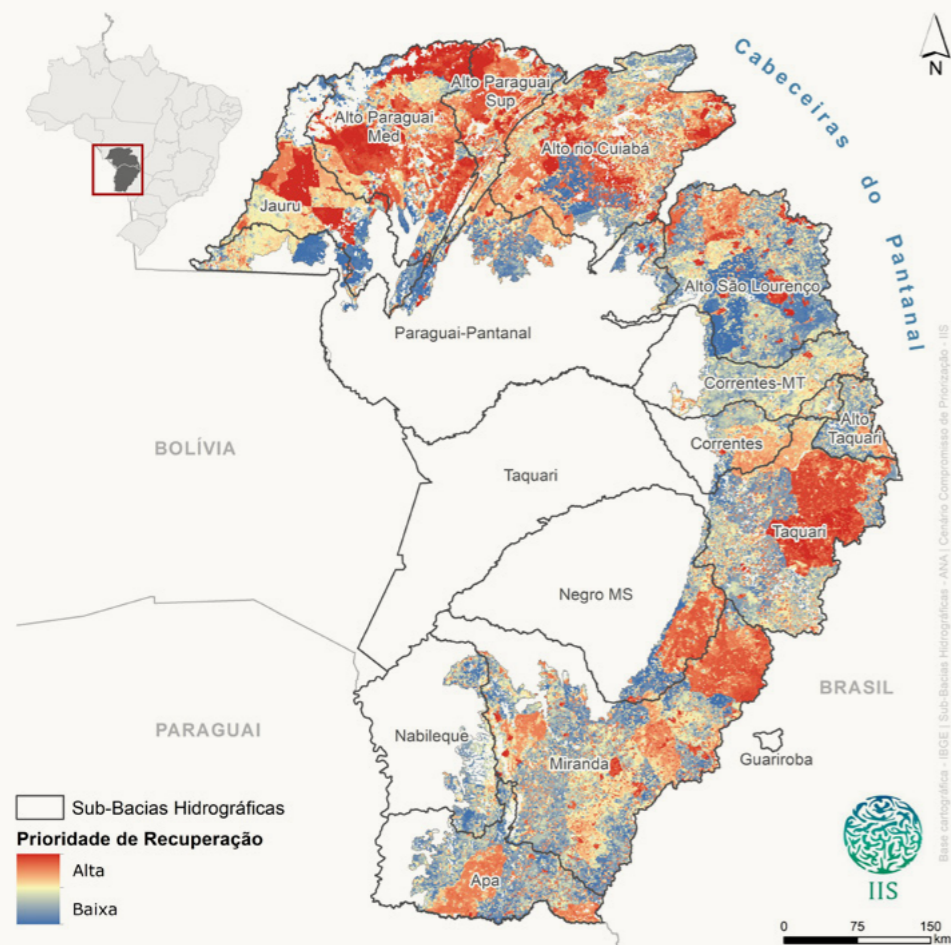 N
Cabeceiras do Pantanal
Alto Paraguai
Sup
Alto Paraguai
Med
Alto rio Cuiabá
Jauru
Alto São Lourenço
Paraguai-Pantanal
Correntes-MT
Alto
Taquari
Correntes
BOLÍVIA
Taquari
Taquari
Negro MS
BRASIL
PARAGUAI
Nabileque
Miranda
Guariroba
Apa
Sub-Bacias Hidrográficas
Prioridade de Recuperação
Alta
Baixa
IIS
0 75 150
km
Base cartográfica - IBGE | Sub-Bacias Hidrográficas - ANA | Cenário Compromisso de Priorização - IIS